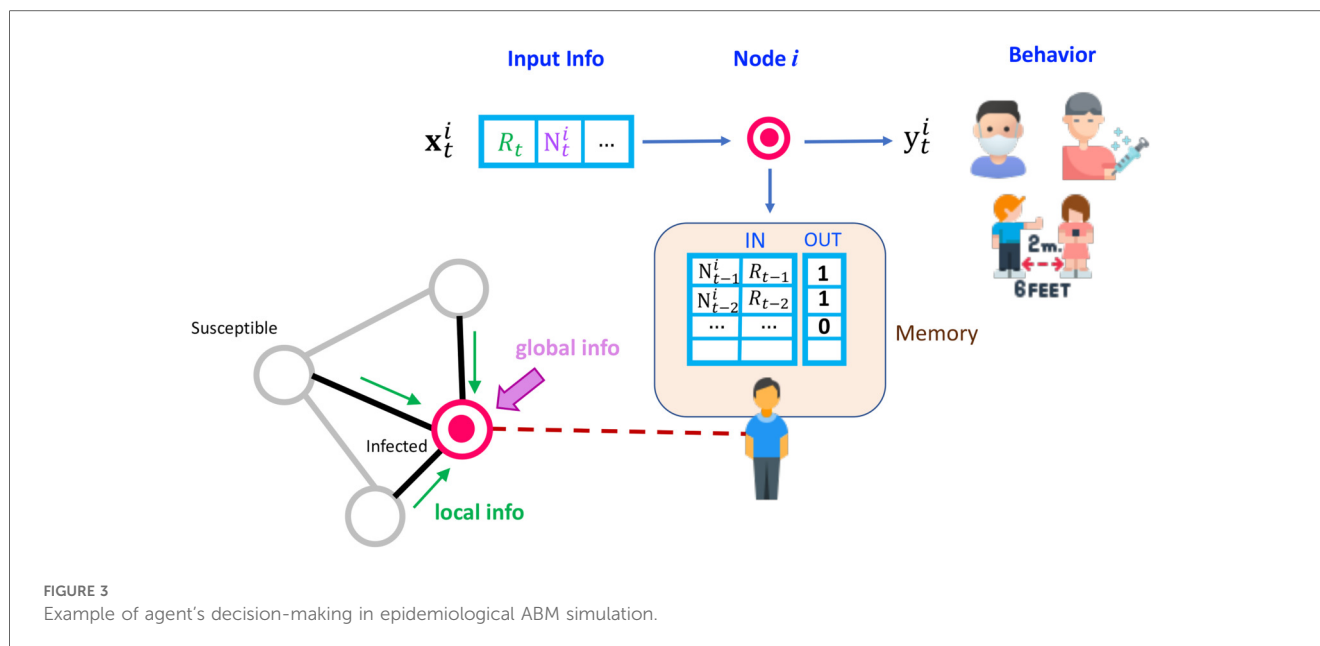 Input Info
Node i
Behavior
x_t^i
R_t
N_t^i
...
y_t^i
IN
OUT
N_{t-1}^i
R_{t-1}
1
N_{t-2}^i
R_{t-2}
1
...
...
0
Memory
2m.
6 FEET
Susceptible
global info
Infected
local info
FIGURE 3
Example of agent's decision-making in epidemiological ABM simulation.